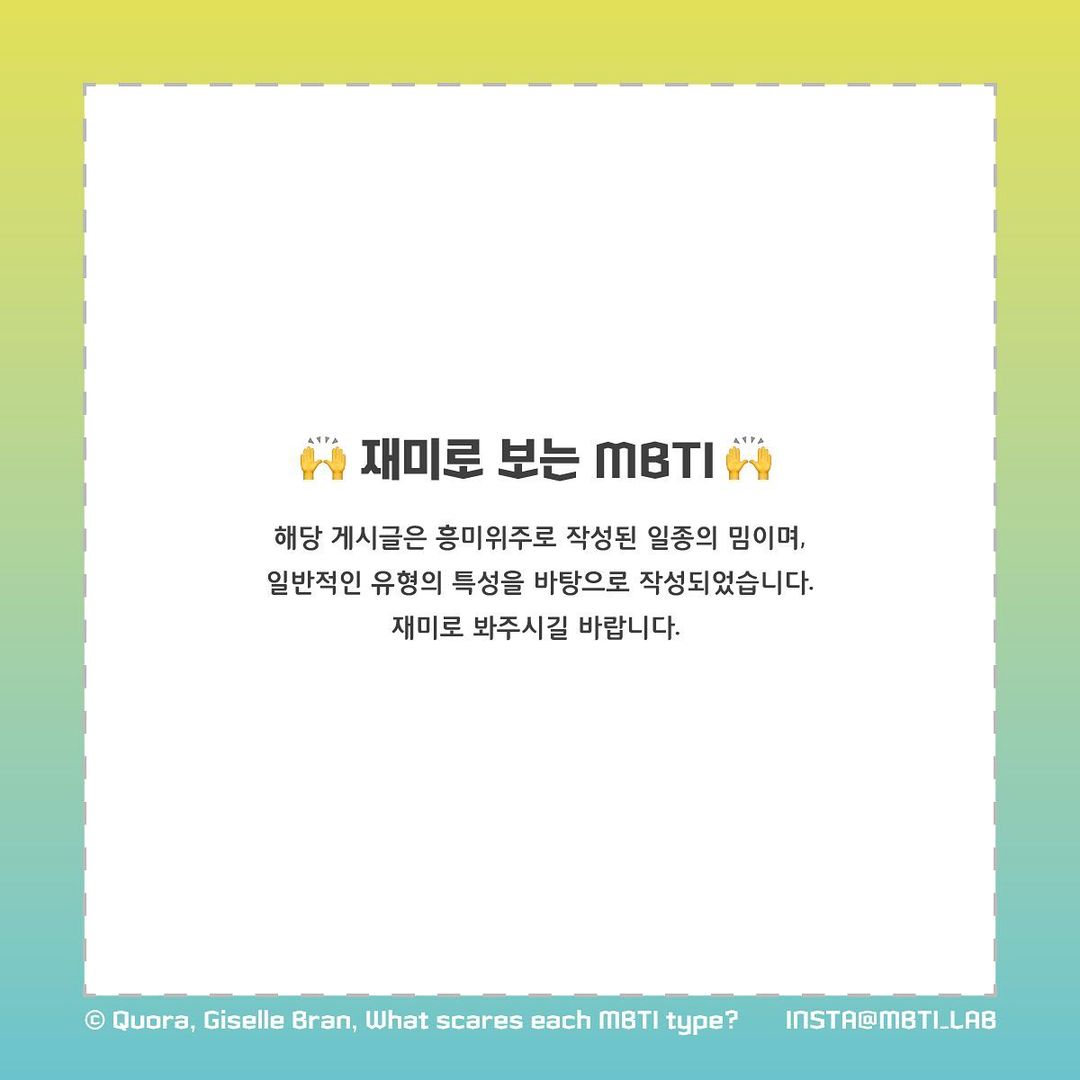 🙌 재미로 보는 MBTI 🙌
해당 게시글은 흥미위주로 작성된 일종의 밈이며,
일반적인 유형의 특성을 바탕으로 작성되었습니다.
재미로 봐주시길 바랍니다.
© Quora, Giselle Bran, What scares each MBTI type? INSTA@MBTI_LAB